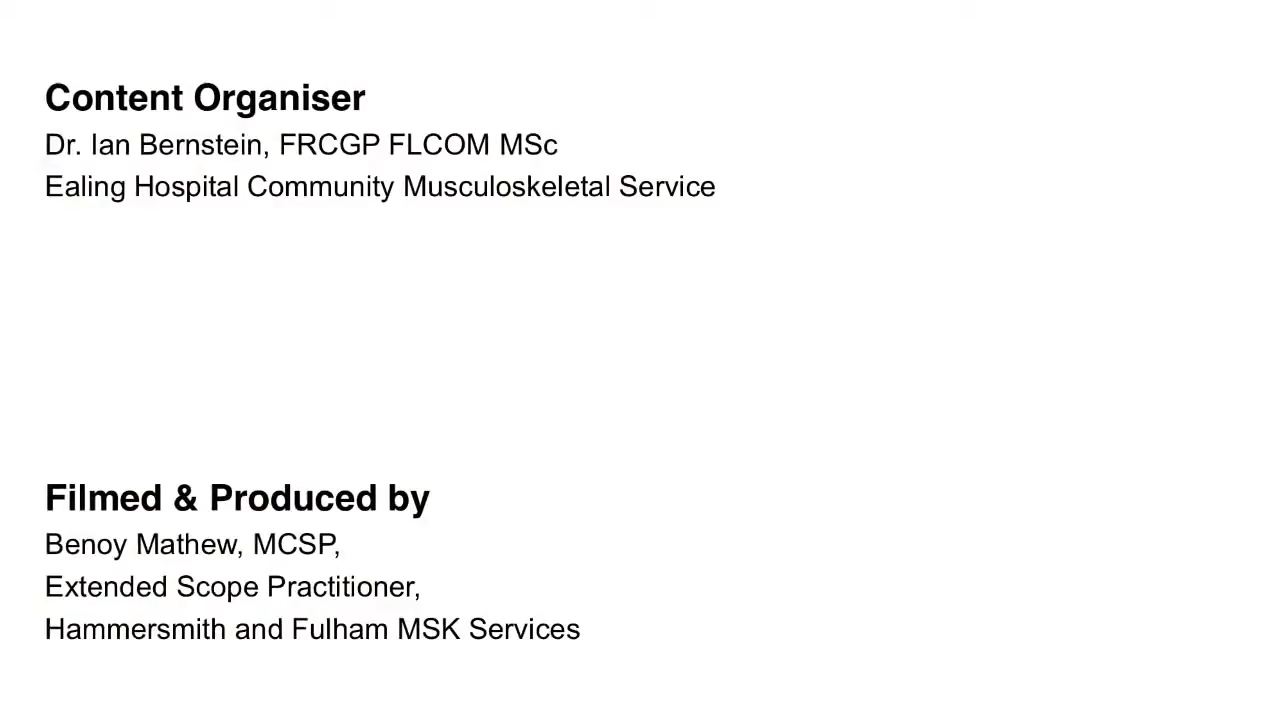 Content Organiser
Dr. Ian Bernstein, FRCGP FLCOM MSc
Ealing Hospital Community Musculoskeletal Service
Filmed & Produced by
Benoy Mathew, MCSP,
Extended Scope Practitioner,
Hammersmith and Fulham MSK Services